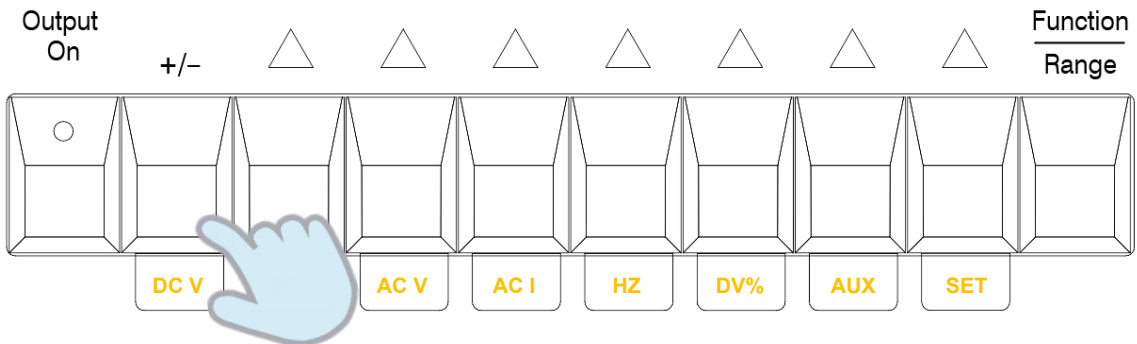 Output
On
+/−
Function
Range
DC V
AC V
AC I
HZ
DV%
AUX
SET